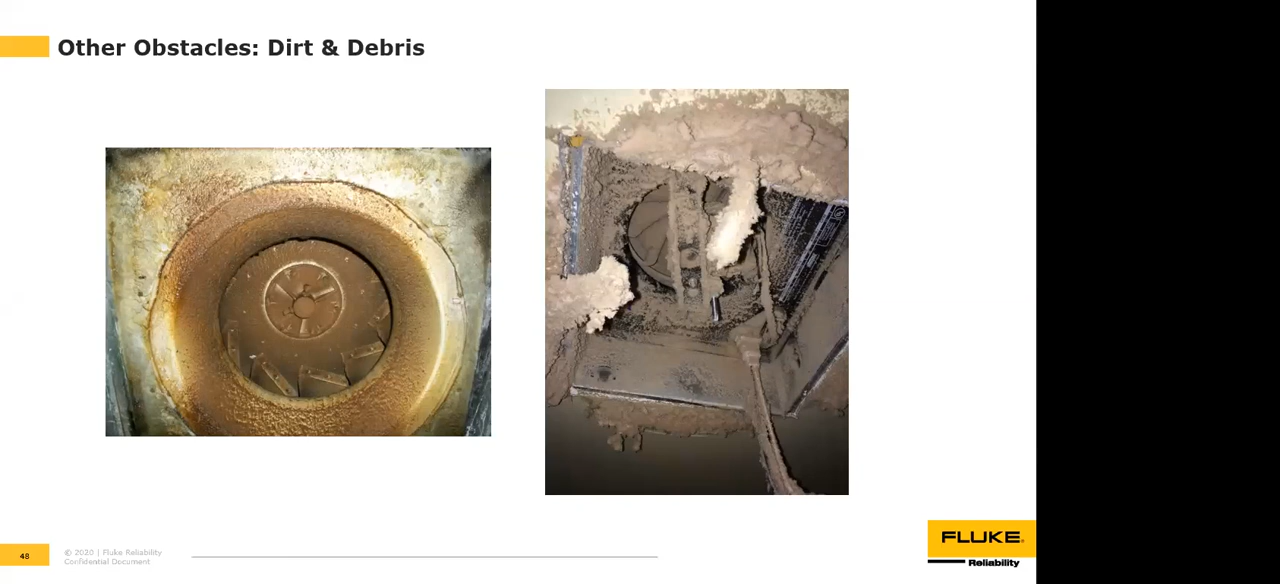 Other Obstacles: Dirt & Debris
48
© 2020 | Fluke Reliability
Confidential Document
FLUKE®
Reliability